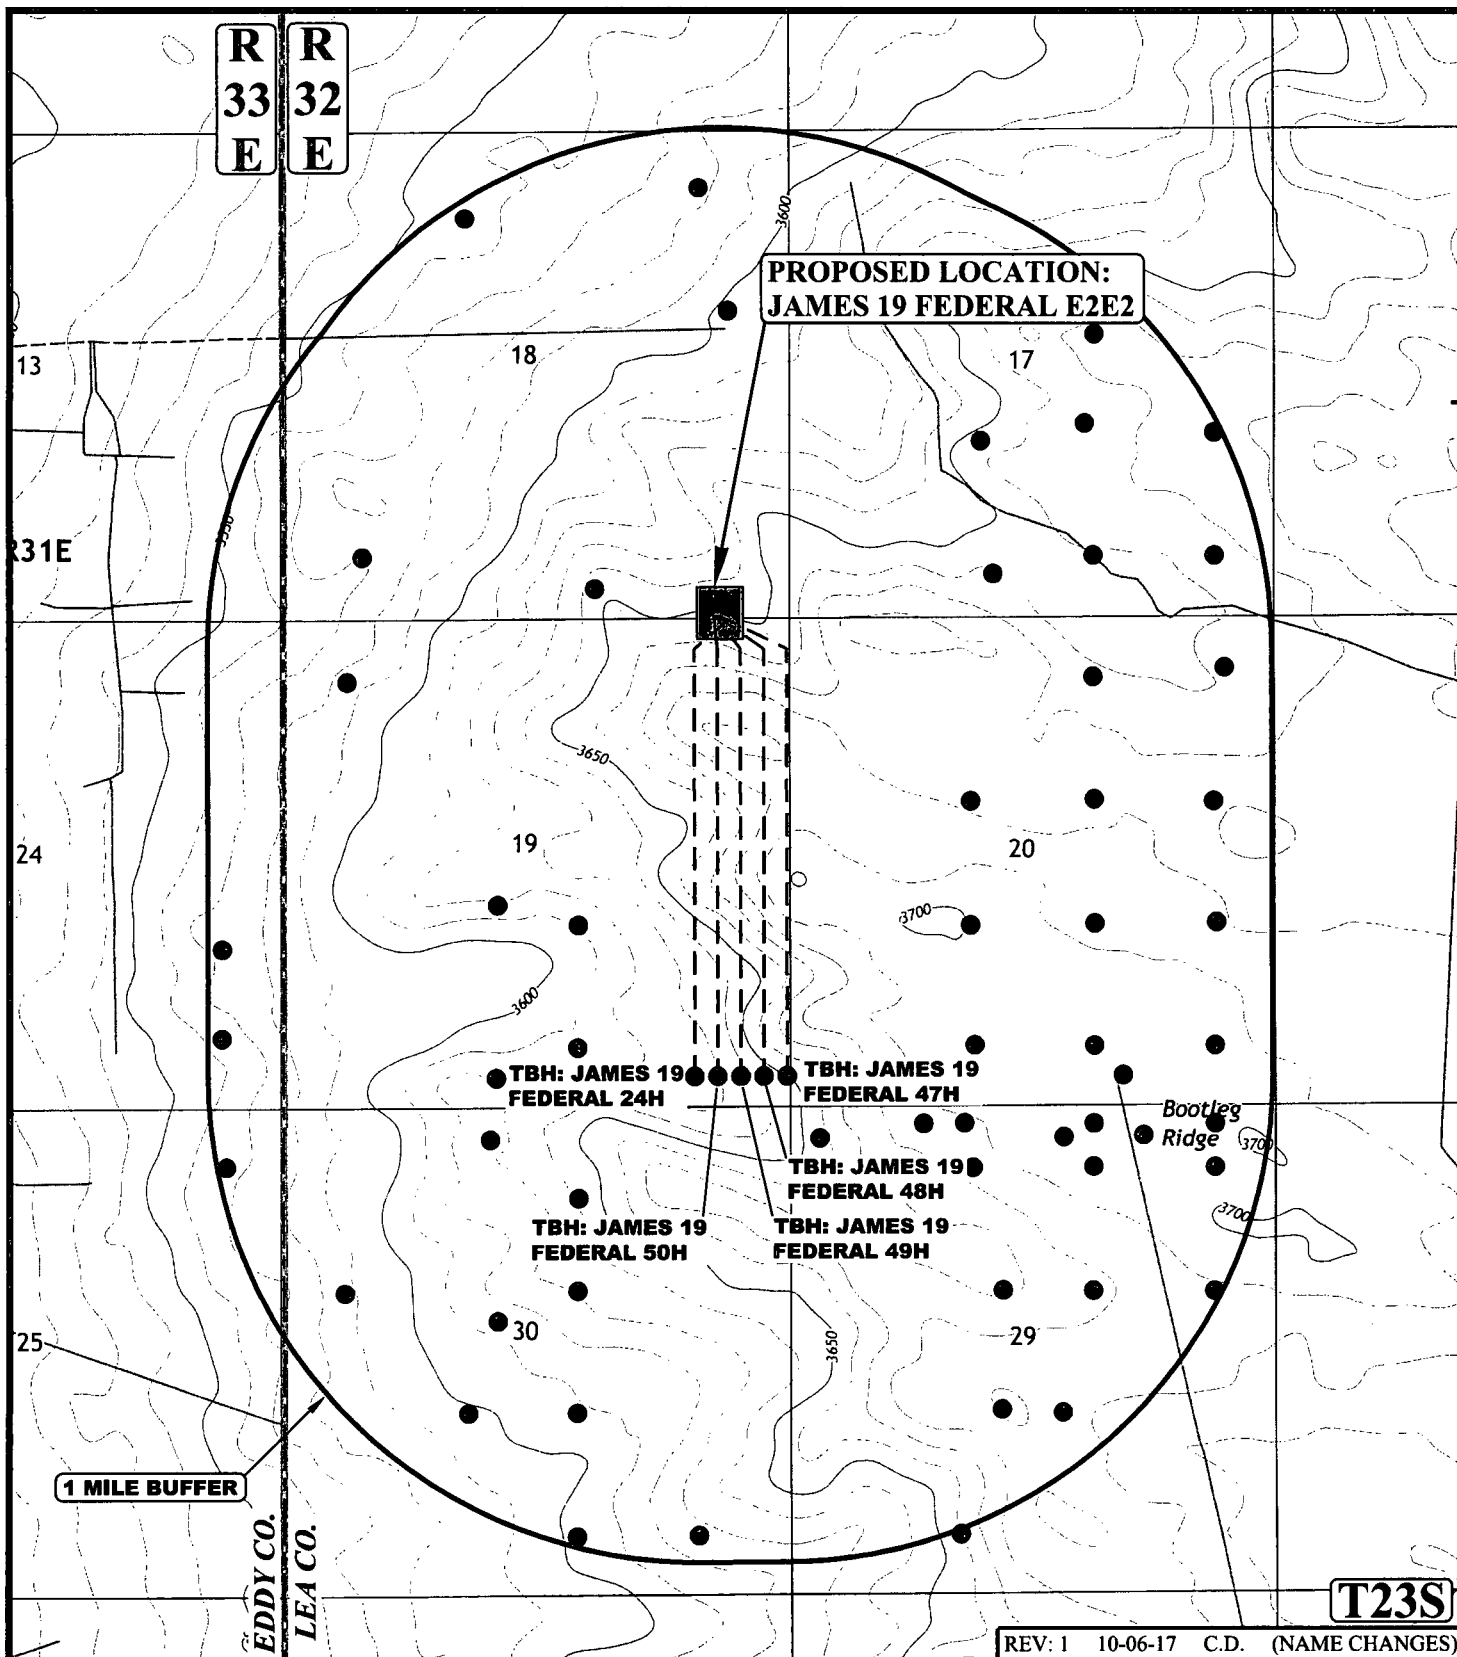 R
33
E
R
32
E
3600
PROPOSED LOCATION:
JAMES 19 FEDERAL E2E2
13
18
17
R31E
3550
3650
24
19
20
3700
3600
TBH: JAMES 19
FEDERAL 24H
TBH: JAMES 19
FEDERAL 47H
Bootleg
Ridge
3700
TBH: JAMES 19
FEDERAL 48H
3700
TBH: JAMES 19
FEDERAL 50H
TBH: JAMES 19
FEDERAL 49H
25
30
3650
29
1 MILE BUFFER
EDDY CO.
LEA CO.
T23S
REV: 1 10-06-17 C.D. (NAME CHANGES)